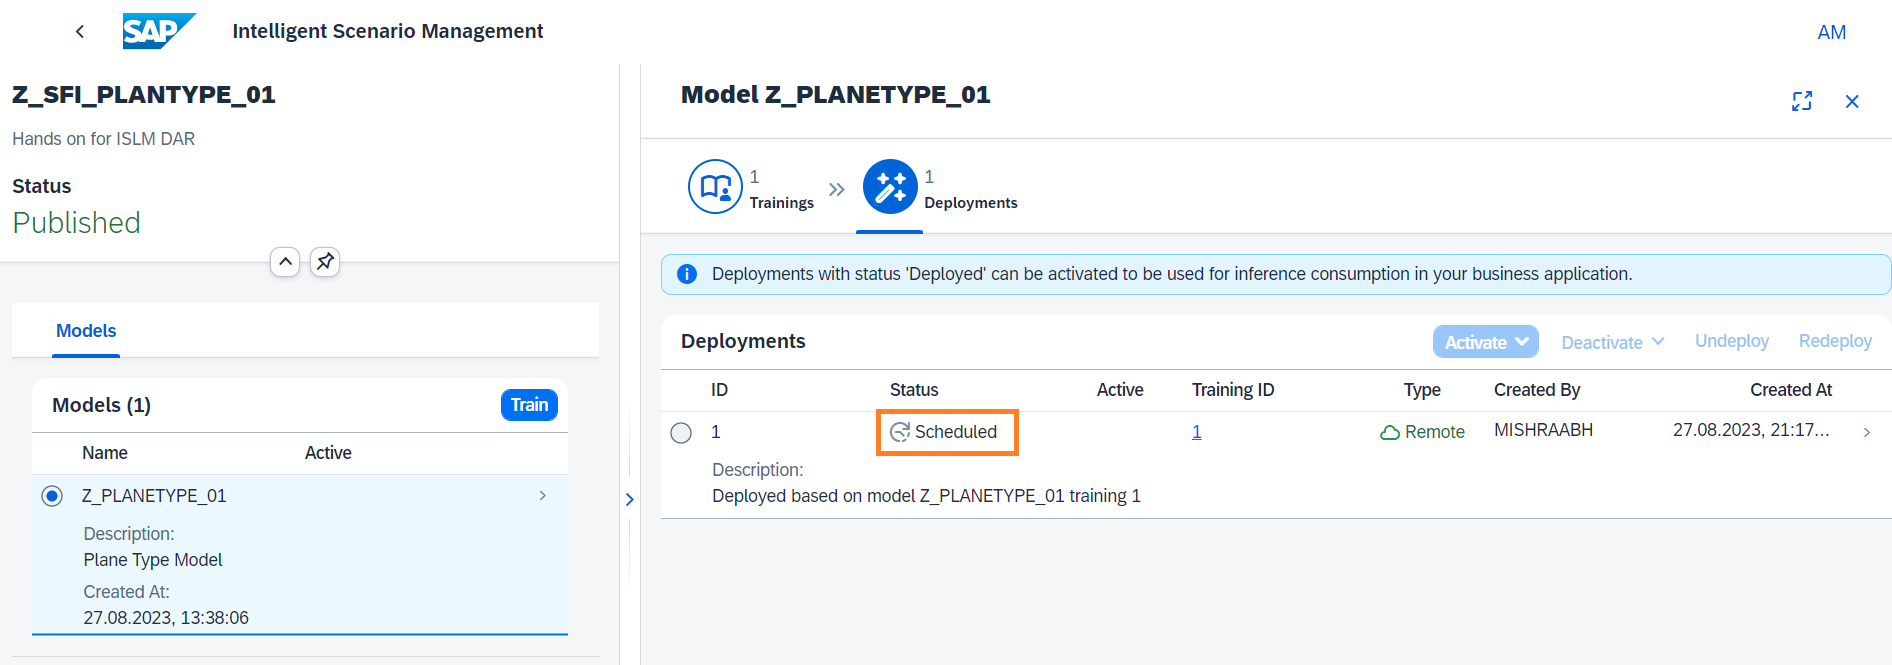 SAP Intelligent Scenario Management AM
Z_SFI_PLANTYPE_01
Hands on for ISLM DAR
Status
Published
Models
Models (1) Train
Name Active
Z_PLANETYPE_01
Description:
Plane Type Model
Created At:
27.08.2023, 13:38:06
Model Z_PLANETYPE_01
1
Trainings
1
Deployments
Deployments with status 'Deployed' can be activated to be used for inference consumption in your business application.
Deployments Activate Deactivate Undeploy Redeploy
ID Status Active Training ID Type Created By Created At
1 Scheduled 1 Remote MISHRAABH 27.08.2023, 21:17...
Description:
Deployed based on model Z_PLANETYPE_01 training 1